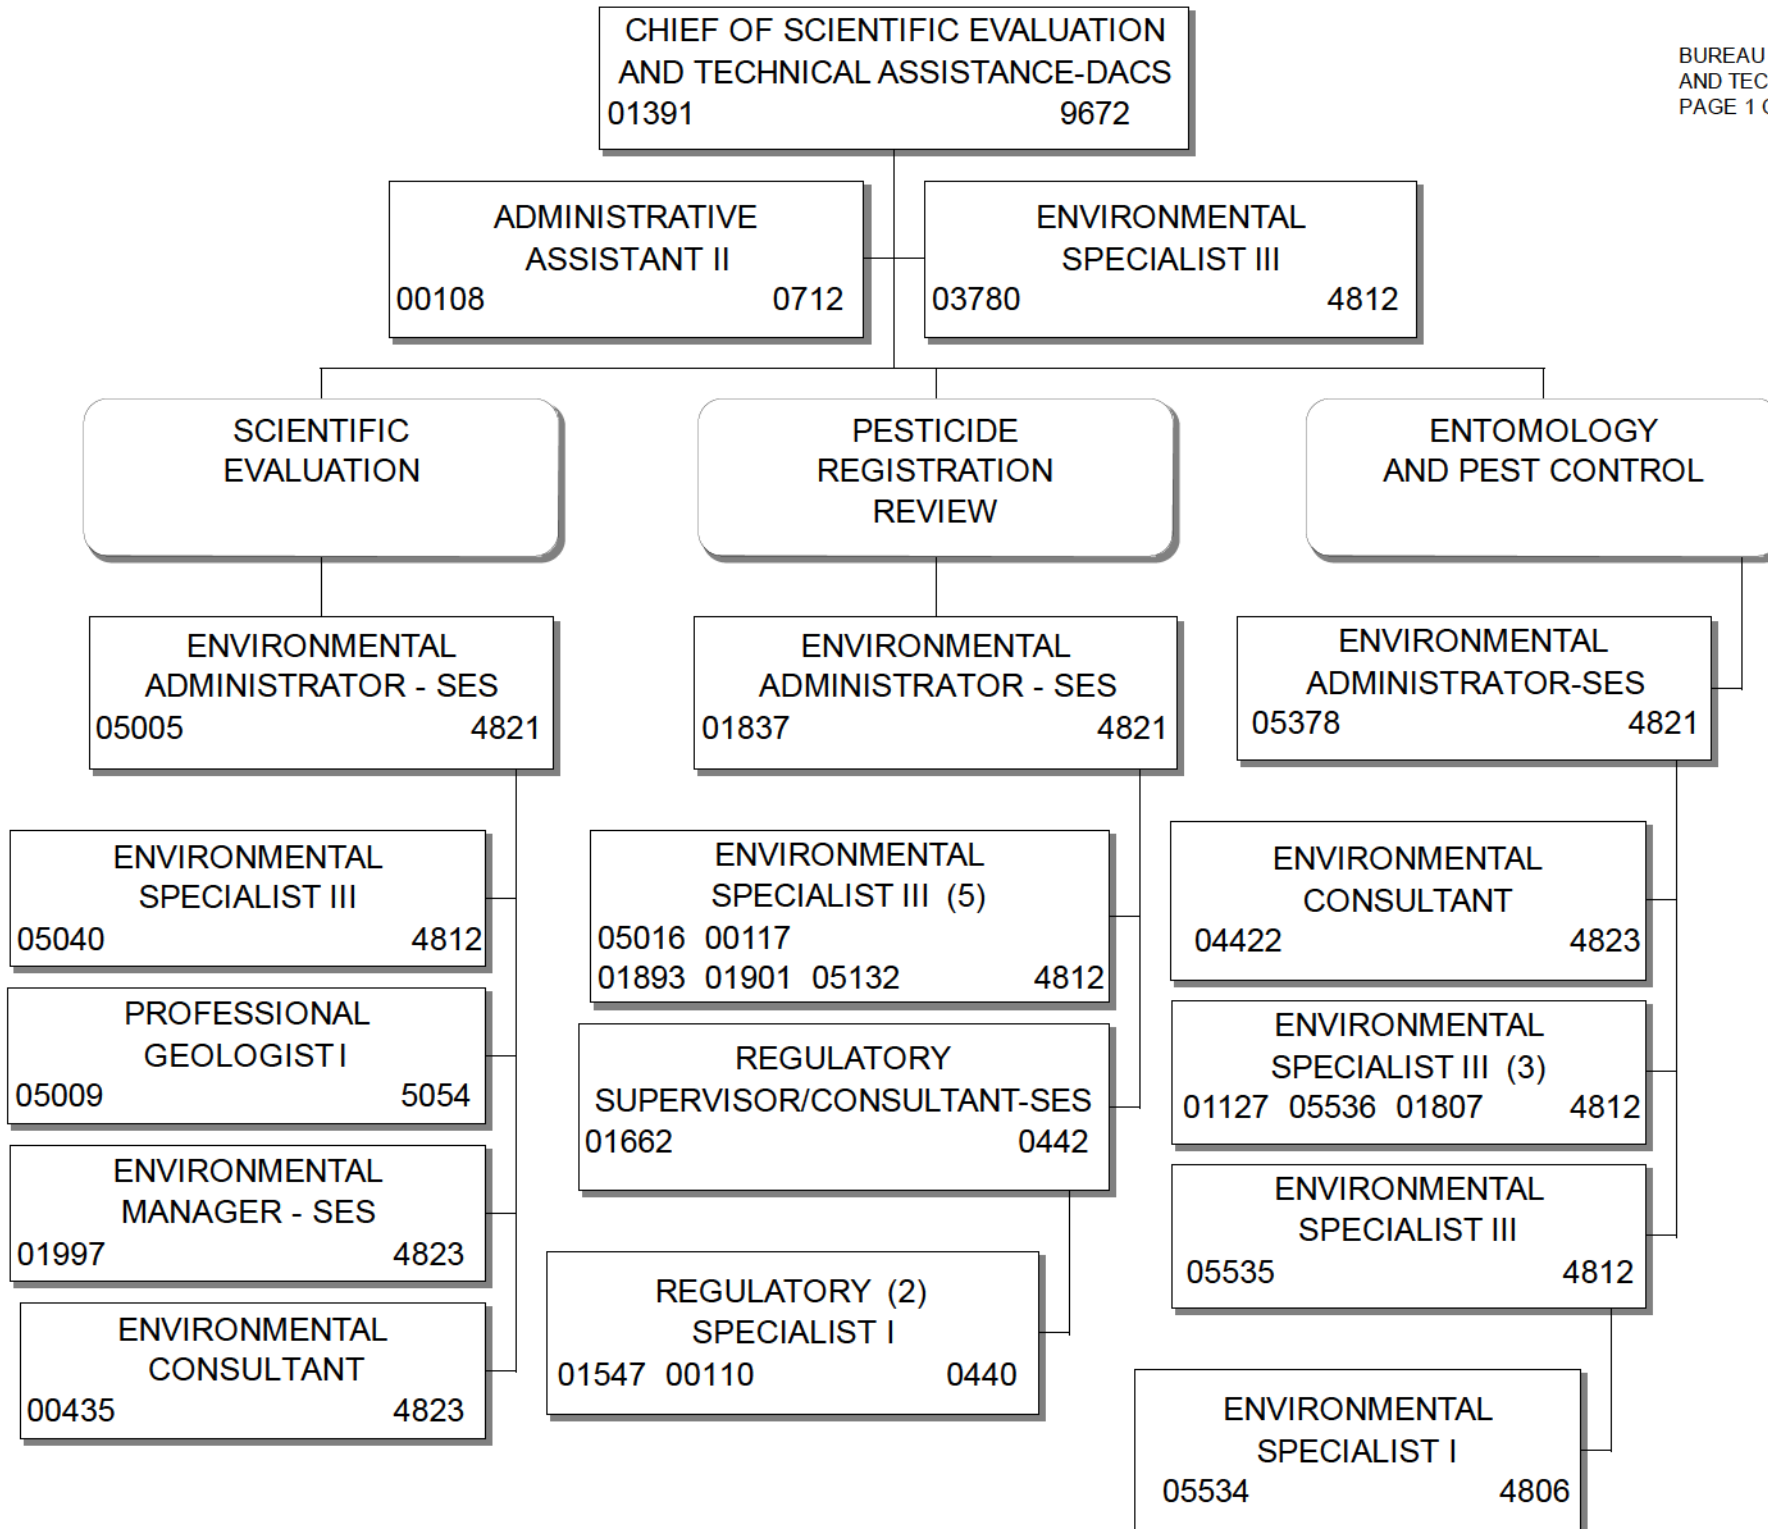 CHIEF OF SCIENTIFIC EVALUATION
AND TECHNICAL ASSISTANCE-DACS
01391 9672
BUREAU
AND TEC
PAGE 1
ADMINISTRATIVE
ASSISTANT II
00108 0712
ENVIRONMENTAL
SPECIALIST III
03780 4812
SCIENTIFIC
EVALUATION
PESTICIDE
REGISTRATION
REVIEW
ENTOMOLOGY
AND PEST CONTROL
ENVIRONMENTAL
ADMINISTRATOR - SES
05005 4821
ENVIRONMENTAL
ADMINISTRATOR - SES
01837 4821
ENVIRONMENTAL
ADMINISTRATOR-SES
05378 4821
ENVIRONMENTAL
SPECIALIST III
05040 4812
PROFESSIONAL
GEOLOGIST I
05009 5054
ENVIRONMENTAL
MANAGER - SES
01997 4823
ENVIRONMENTAL
CONSULTANT
00435 4823
ENVIRONMENTAL
SPECIALIST III (5)
05016 00117
01893 01901 05132 4812
REGULATORY
SUPERVISOR/CONSULTANT-SES
01662 0442
REGULATORY (2)
SPECIALIST I
01547 00110 0440
ENVIRONMENTAL
CONSULTANT
04422 4823
ENVIRONMENTAL
SPECIALIST III (3)
01127 05536 01807 4812
ENVIRONMENTAL
SPECIALIST III
05535 4812
ENVIRONMENTAL
SPECIALIST I
05534 4806